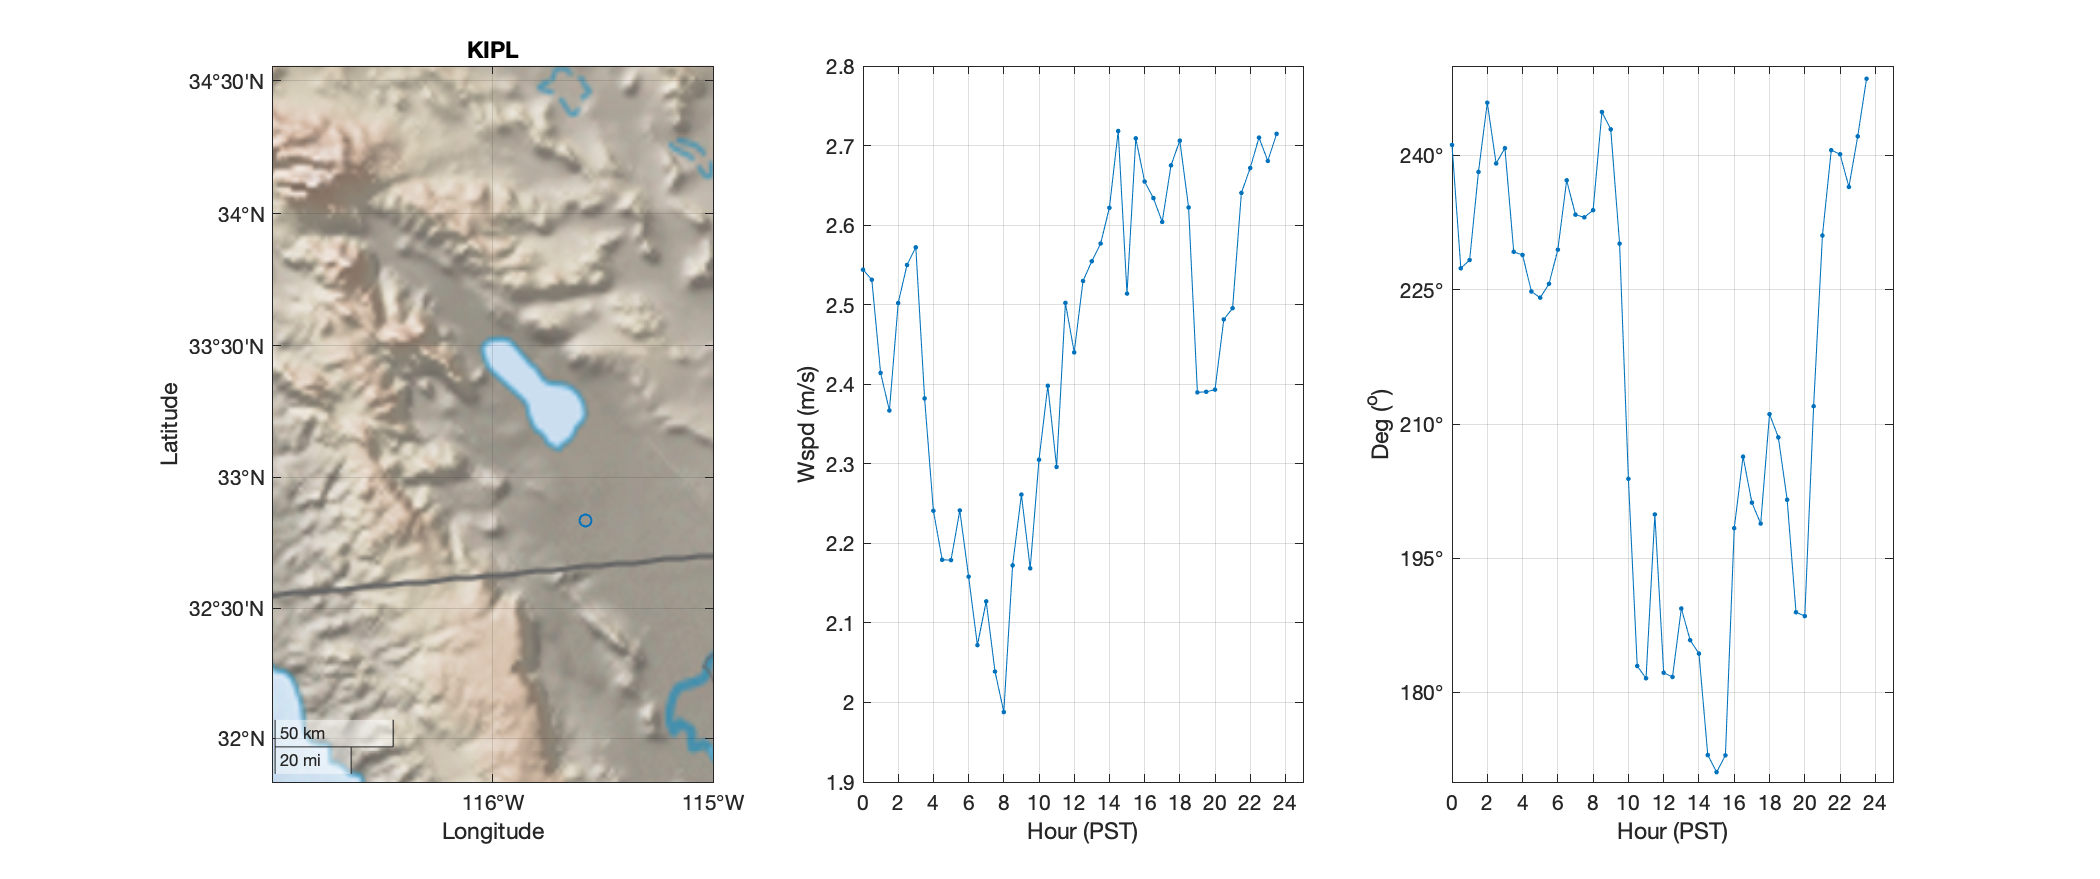 KIPL
34°30'N
34°N
33°30'N
33°N
32°30'N
32°N
Latitude
50 km
20 mi
116°W
115°W
Longitude
2.8
2.7
2.6
2.5
2.4
2.3
2.2
2.1
2
1.9
Wspd (m/s)
0 2 4 6 8 10 12 14 16 18 20 22 24
Hour (PST)
240°
225°
210°
195°
180°
Deg (°)
0 2 4 6 8 10 12 14 16 18 20 22 24
Hour (PST)